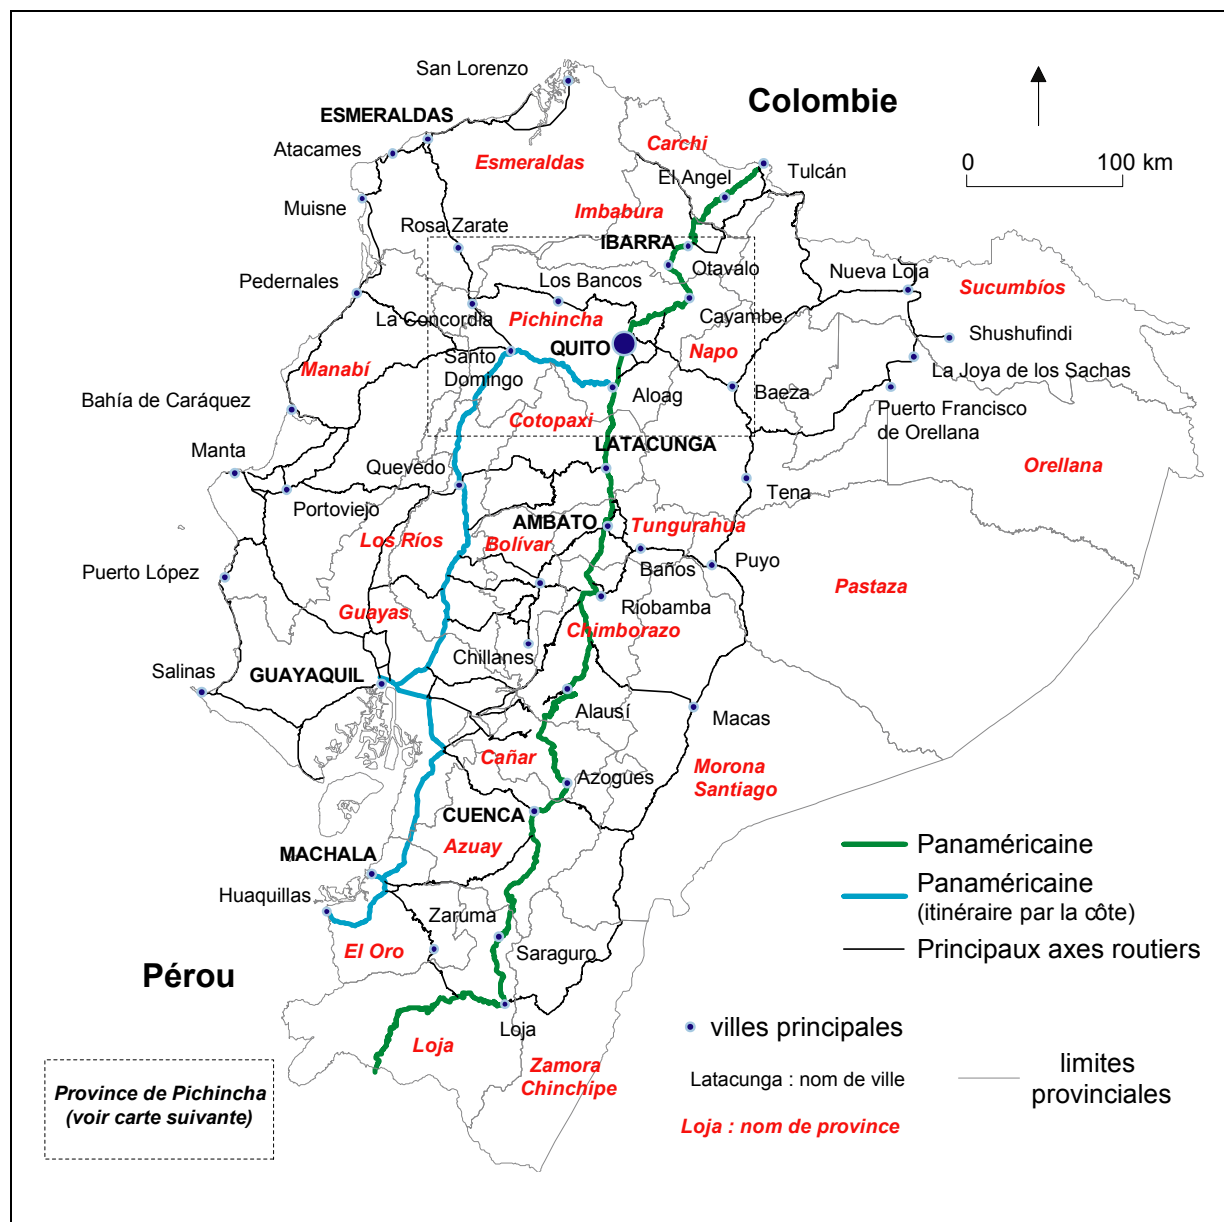 San Lorenzo
Colombie
ESMERALDAS
Carchi
Atacames
Esmeraldas
El Angel
Tulcán
0
100 km
Muisne
Imbabura
Rosa Zarate
IBARRA
Otavalo
Nueva Loja
Pedernales
Los Bancos
Sucumbíos
La Concordia
Pichincha
Cayambe
Shushufindi
QUITO
Napo
Santo
Domingo
Manabí
La Joya de los Sachas
Aloag
Baeza
Bahía de Caráquez
Cotopaxi
Puerto Francisco
de Orellana
Manta
LATACUNGA
Quevedo
Orellana
Portoviejo
Tena
AMBATO
Tungurahua
Los Ríos
Bolívar
Puerto López
Baños
Puyo
Pastaza
Guayas
Riobamba
Chimborazo
Chillanes
Salinas
GUAYAQUIL
Alausí
Macas
Cañar
Azogues
Morona
Santiago
CUENCA
Azuay
MACHALA
Huaquillas
Zaruma
El Oro
Saraguro
Pérou
Loja
Loja
Zamora
Chinchipe
Panaméricaine
Panaméricaine
(itinéraire par la côte)
Principaux axes routiers
villes principales
Latacunga : nom de ville
Loja : nom de province
limites
provinciales
Province de Pichincha
(voir carte suivante)